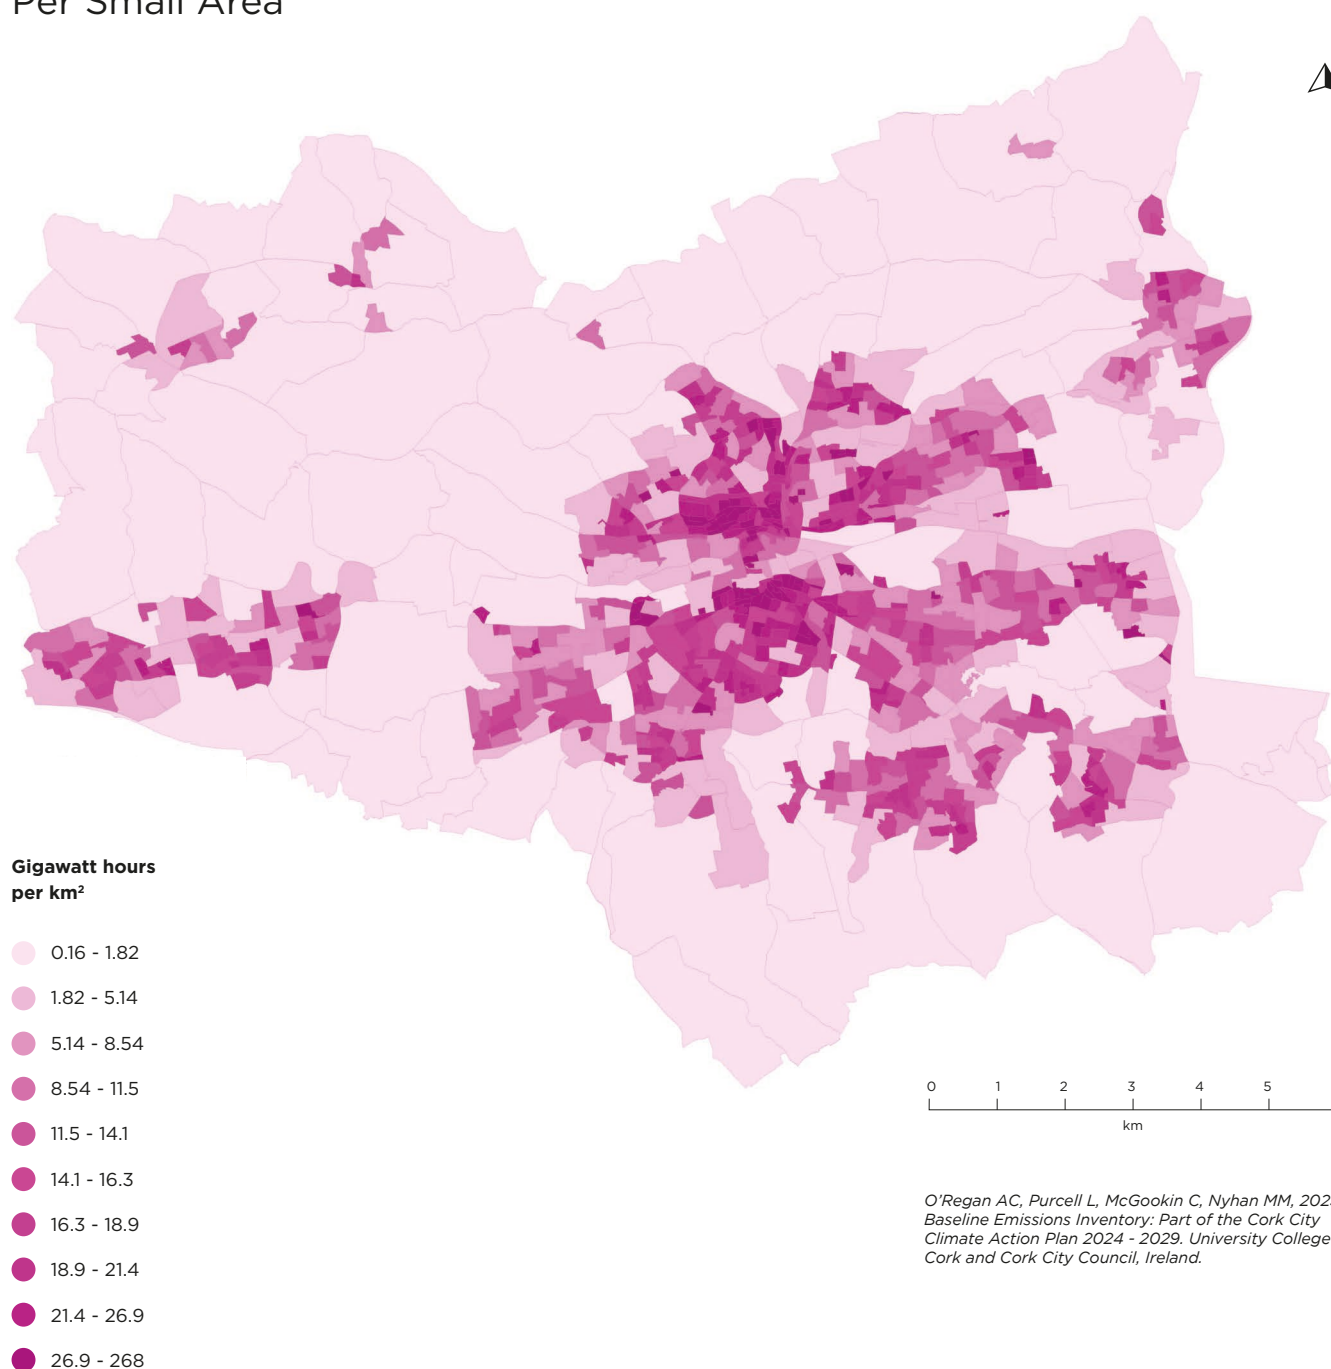 Per Small Area
Gigawatt hours
per km²
0.16 - 1.82
1.82 - 5.14
5.14 - 8.54
8.54 - 11.5
11.5 - 14.1
14.1 - 16.3
16.3 - 18.9
18.9 - 21.4
21.4 - 26.9
26.9 - 268
0 1 2 3 4 5
km
O'Regan AC, Purcell L, McGookin C, Nyhan MM,
Baseline Emissions Inventory: Part of the Cork City
Climate Action Plan 2024 - 2029. University College
Cork and Cork City Council, Ireland.